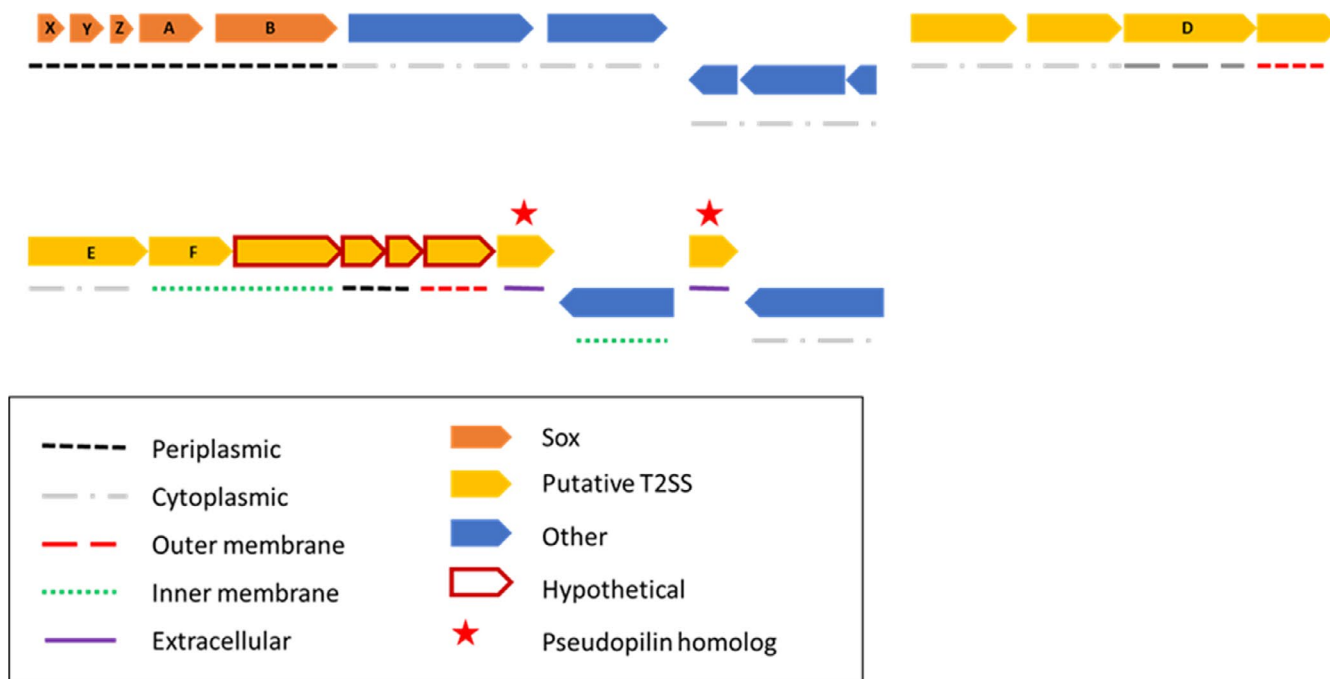 X Y Z A B D
E F
Periplasmic
Cytoplasmic
Outer membrane
Inner membrane
Extracellular
Sox
Putative T2SS
Other
Hypothetical
Pseudopilin homolog